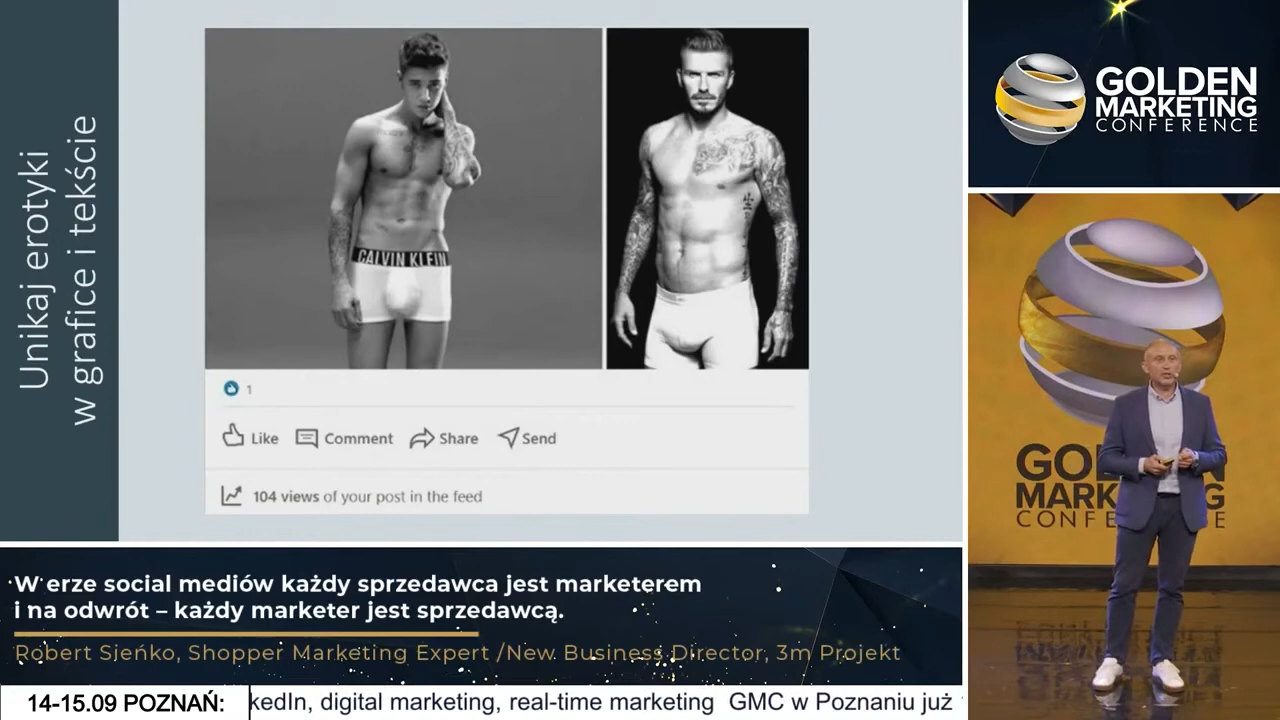 Unikaj erotyki
w grafice i tekście
CALVIN KLEIN
1
Like Comment Share Send
104 views of your post in the feed
GOLDEN
MARKETING
CONFERENCE
W erze social mediów każdy sprzedawca jest marketerem
i na odwrót – każdy marketer jest sprzedawcą.
Robert Sieńko, Shopper Marketing Expert /New Business Director, 3m Projekt
14-15.09 POZNAŃ: kedIn, digital marketing, real-time marketing GMC w Poznaniu już